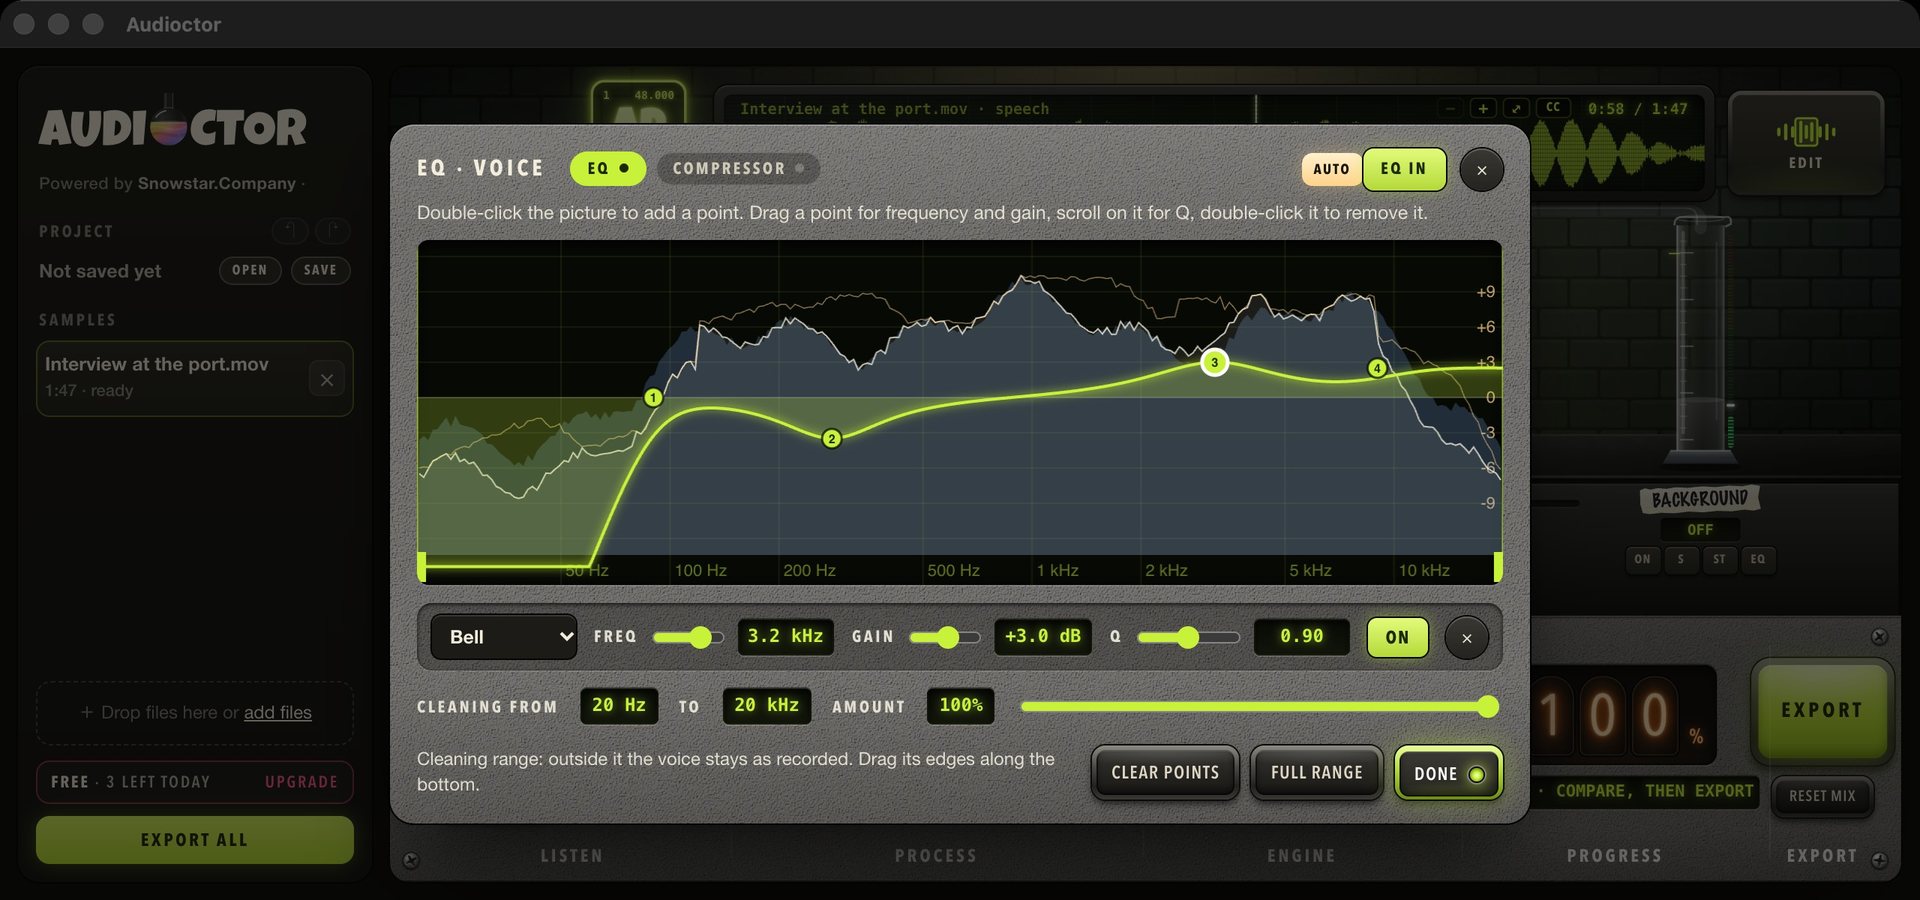 Audioctor
AUDIOCTOR
Powered by Snowstar.Company ·
PROJECT
Not saved yet
OPEN
SAVE
SAMPLES
Interview at the port.mov
1:47 · ready
+ Drop files here or add files
FREE · 3 LEFT TODAY
UPGRADE
EXPORT ALL
1 48.000
Interview at the port.mov · speech
CC
0:58 / 1:47
EDIT
EQ · VOICE
EQ
COMPRESSOR
AUTO
EQ IN
Double-click the picture to add a point. Drag a point for frequency and gain, scroll on it for Q, double-click it to remove it.
+9
+6
+3
0
-3
-6
-9
1
2
3
4
50 Hz
100 Hz
200 Hz
500 Hz
1 kHz
2 kHz
5 kHz
10 kHz
Bell
FREQ
3.2 kHz
GAIN
+3.0 dB
Q
0.90
ON
CLEANING FROM
20 Hz
TO
20 kHz
AMOUNT
100%
Cleaning range: outside it the voice stays as recorded. Drag its edges along the
bottom.
CLEAR POINTS
FULL RANGE
DONE
BACKGROUND
OFF
ON
S
ST
EQ
100 %
EXPORT
· COMPARE, THEN EXPORT
RESET MIX
LISTEN
PROCESS
ENGINE
PROGRESS
EXPORT